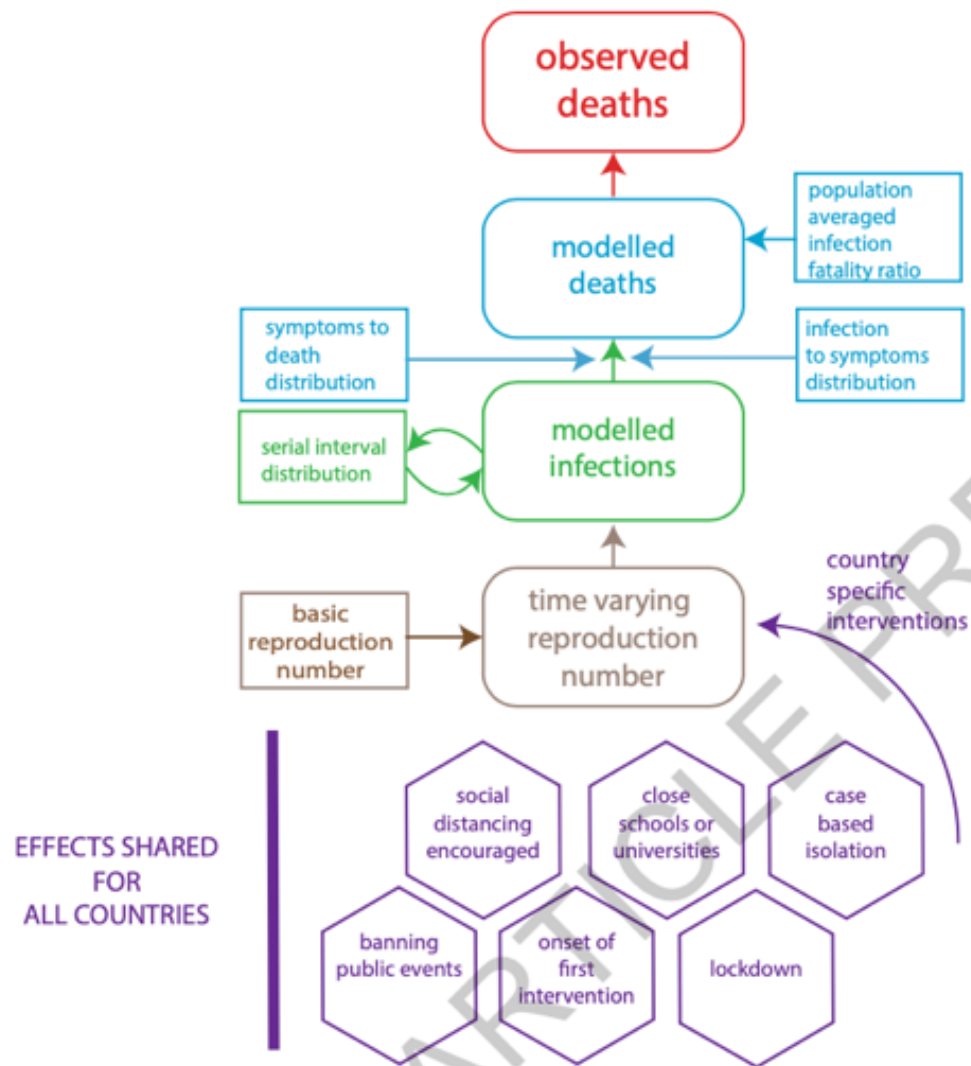 observed
deaths
population
averaged
infection
fatality ratio
modelled
deaths
symptoms to
death
distribution
infection
to symptoms
distribution
serial interval
distribution
modelled
infections
country
specific
interventions
basic
reproduction
number
time varying
reproduction
number
EFFECTS SHARED
FOR
ALL COUNTRIES
social
distancing
encouraged
close
schools or
universities
case
based
isolation
banning
public events
onset of
first
intervention
lockdown
ARTICLE PR